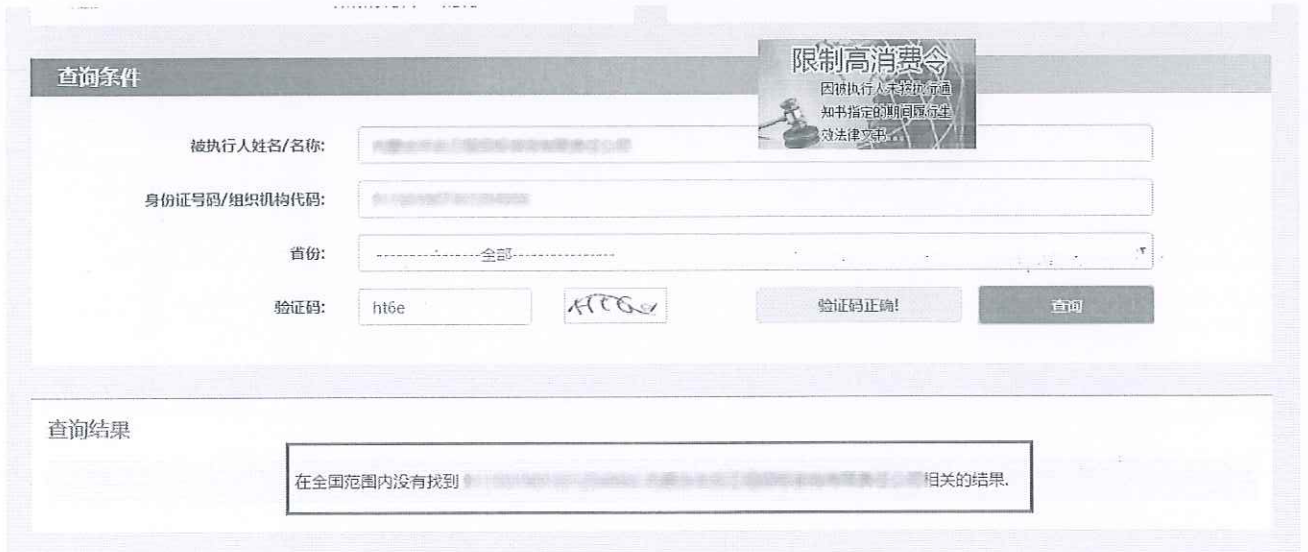 查询条件
限制高消费令
因被执行人未按执行通
知书指定的期间履行生
效法律文书...
被执行人姓名/名称:
身份证号码/组织机构代码:
省份:
------------------全部------------------
验证码:
ht6e
HT6e
验证码正确!
查询
查询结果
在全国范围内没有找到 相关的结果.